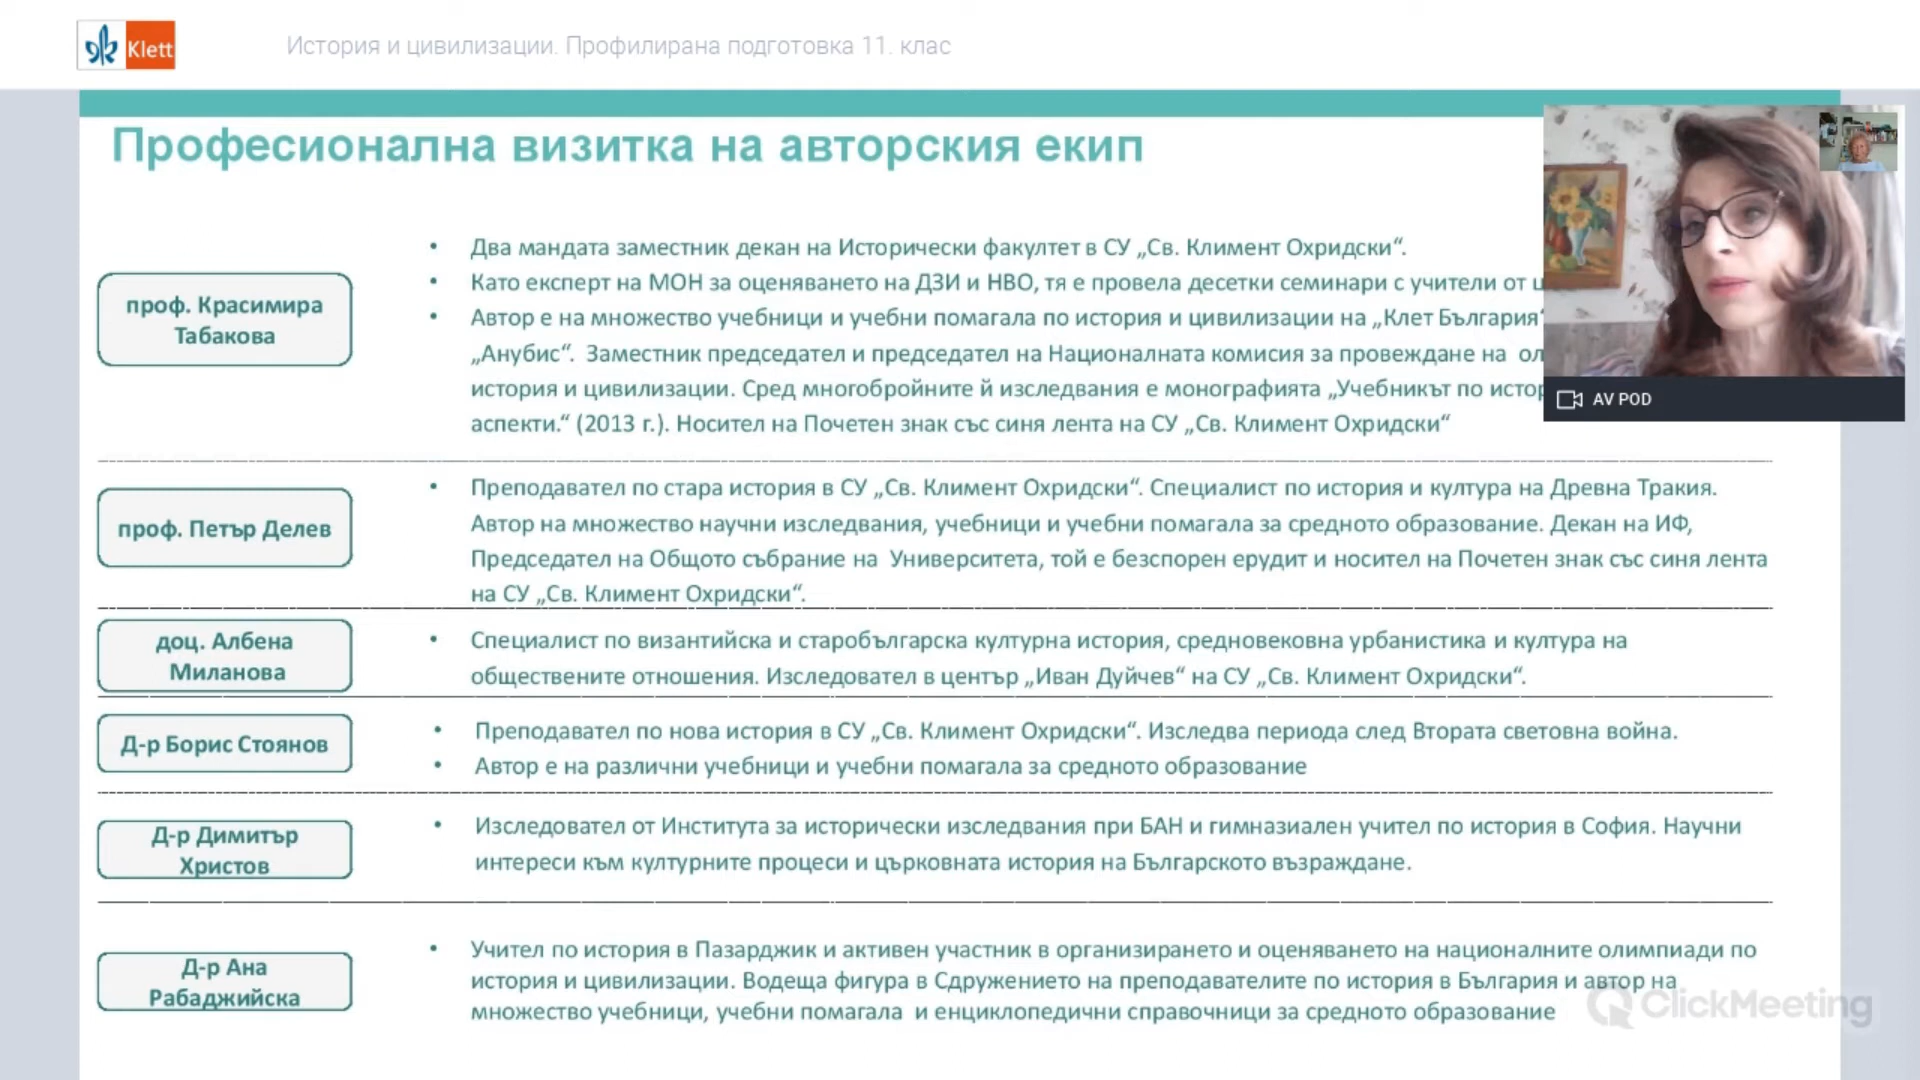 Klett
История и цивилизации. Профилирана подготовка 11. клас
Професионална визитка на авторския екип
проф. Красимира
Табакова
• Два мандата заместник декан на Исторически факултет в СУ „Св. Климент Охридски“.
• Като експерт на МОН за оценяването на ДЗИ и НВО, тя е провела десетки семинари с учители от
• Автор е на множество учебници и учебни помагала по история и цивилизации на „Клет България“
„Анубис“. Заместник председател и председател на Националната комисия за провеждане на
история и цивилизации. Сред многобройните й изследвания е монографията „Учебникът по
аспекти.“ (2013 г.). Носител на Почетен знак със синя лента на СУ „Св. Климент Охридски“
AV POD
проф. Петър Делев
• Преподавател по стара история в СУ „Св. Климент Охридски“. Специалист по история и култура на Древна Тракия.
Автор на множество научни изследвания, учебници и учебни помагала за средното образование. Декан на ИФ,
Председател на Общото събрание на Университета, той е безспорен ерудит и носител на Почетен знак със синя лента
на СУ „Св. Климент Охридски“.
доц. Албена
Миланова
• Специалист по византийска и старобългарска културна история, средновековна урбанистика и култура на
обществените отношения. Изследовател в център „Иван Дуйчев“ на СУ „Св. Климент Охридски“.
Д-р Борис Стоянов
• Преподавател по нова история в СУ „Св. Климент Охридски“. Изследва периода след Втората световна война.
• Автор е на различни учебници и учебни помагала за средното образование
Д-р Димитър
Христов
• Изследовател от Института за исторически изследвания при БАН и гимназиален учител по история в София. Научни
интереси към културните процеси и църковната история на Българското възраждане.
Д-р Ана
Рабаджийска
• Учител по история в Пазарджик и активен участник в организирането и оценяването на националните олимпиади по
история и цивилизации. Водеща фигура в Сдружението на преподавателите по история в България и автор на
множество учебници, учебни помагала и енциклопедични справочници за средното образование
ClickMeeting